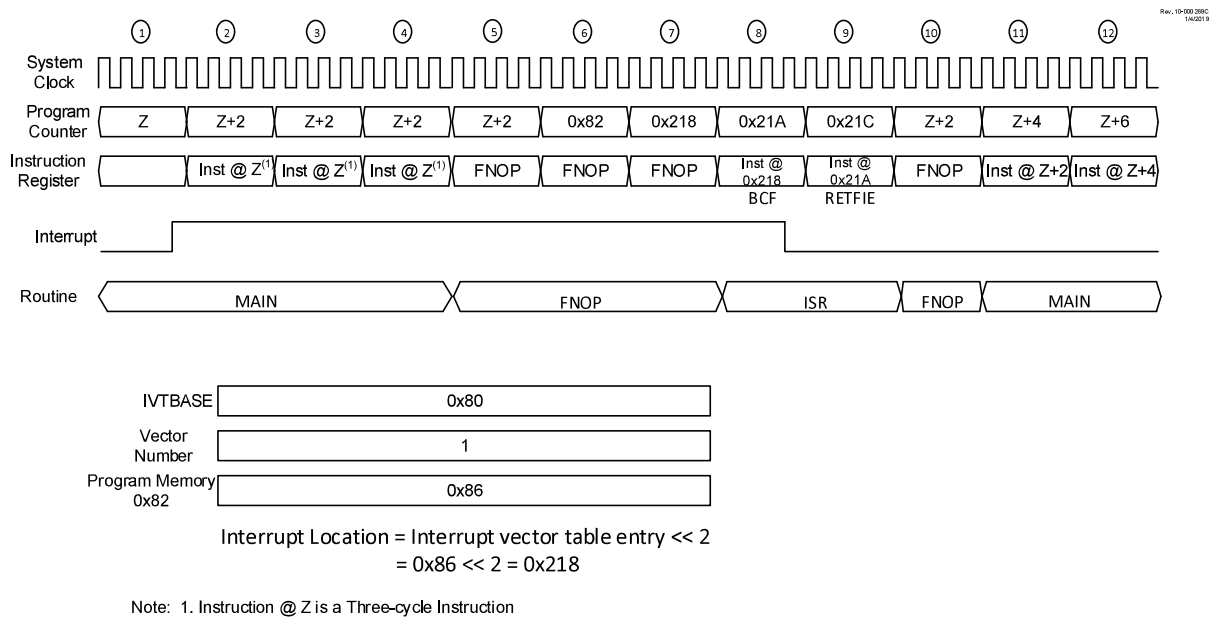 Rev. 10-000 269C
1/4/2019
1 2 3 4 5 6 7 8 9 10 11 12
System
Clock
Program
Counter
Z Z+2 Z+2 Z+2 Z+2 0x82 0x218 0x21A 0x21C Z+2 Z+4 Z+6
Instruction
Register
Inst @ Z(1) Inst @ Z(1) Inst @ Z(1) FNOP FNOP FNOP
Inst @
0x218
BCF
Inst @
0x21A
RETFIE
FNOP Inst @ Z+2 Inst @ Z+4
Interrupt
Routine MAIN FNOP ISR FNOP MAIN
IVTBASE 0x80
Vector
Number
1
Program Memory
0x82
0x86
Interrupt Location = Interrupt vector table entry << 2
= 0x86 << 2 = 0x218
Note: 1. Instruction @ Z is a Three-cycle Instruction